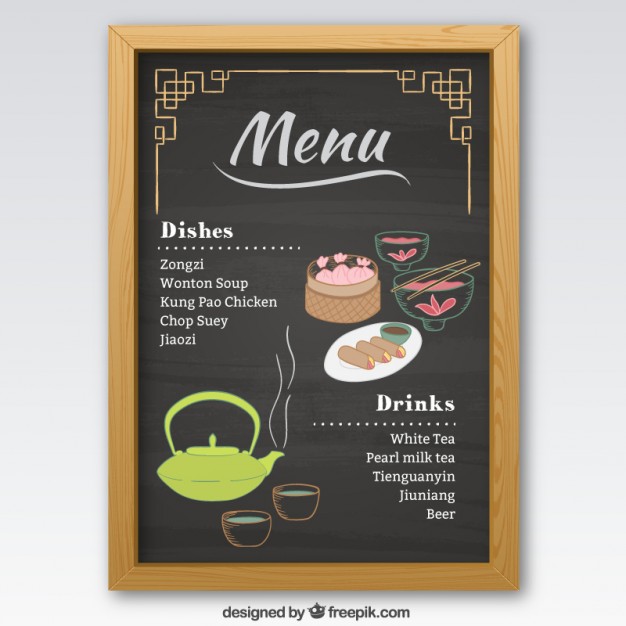 Menu
Dishes
Zongzi
Wonton Soup
Kung Pao Chicken
Chop Suey
Jiaozi
Drinks
White Tea
Pearl milk tea
Tienguanyin
Jiuniang
Beer
designed by freepik.com